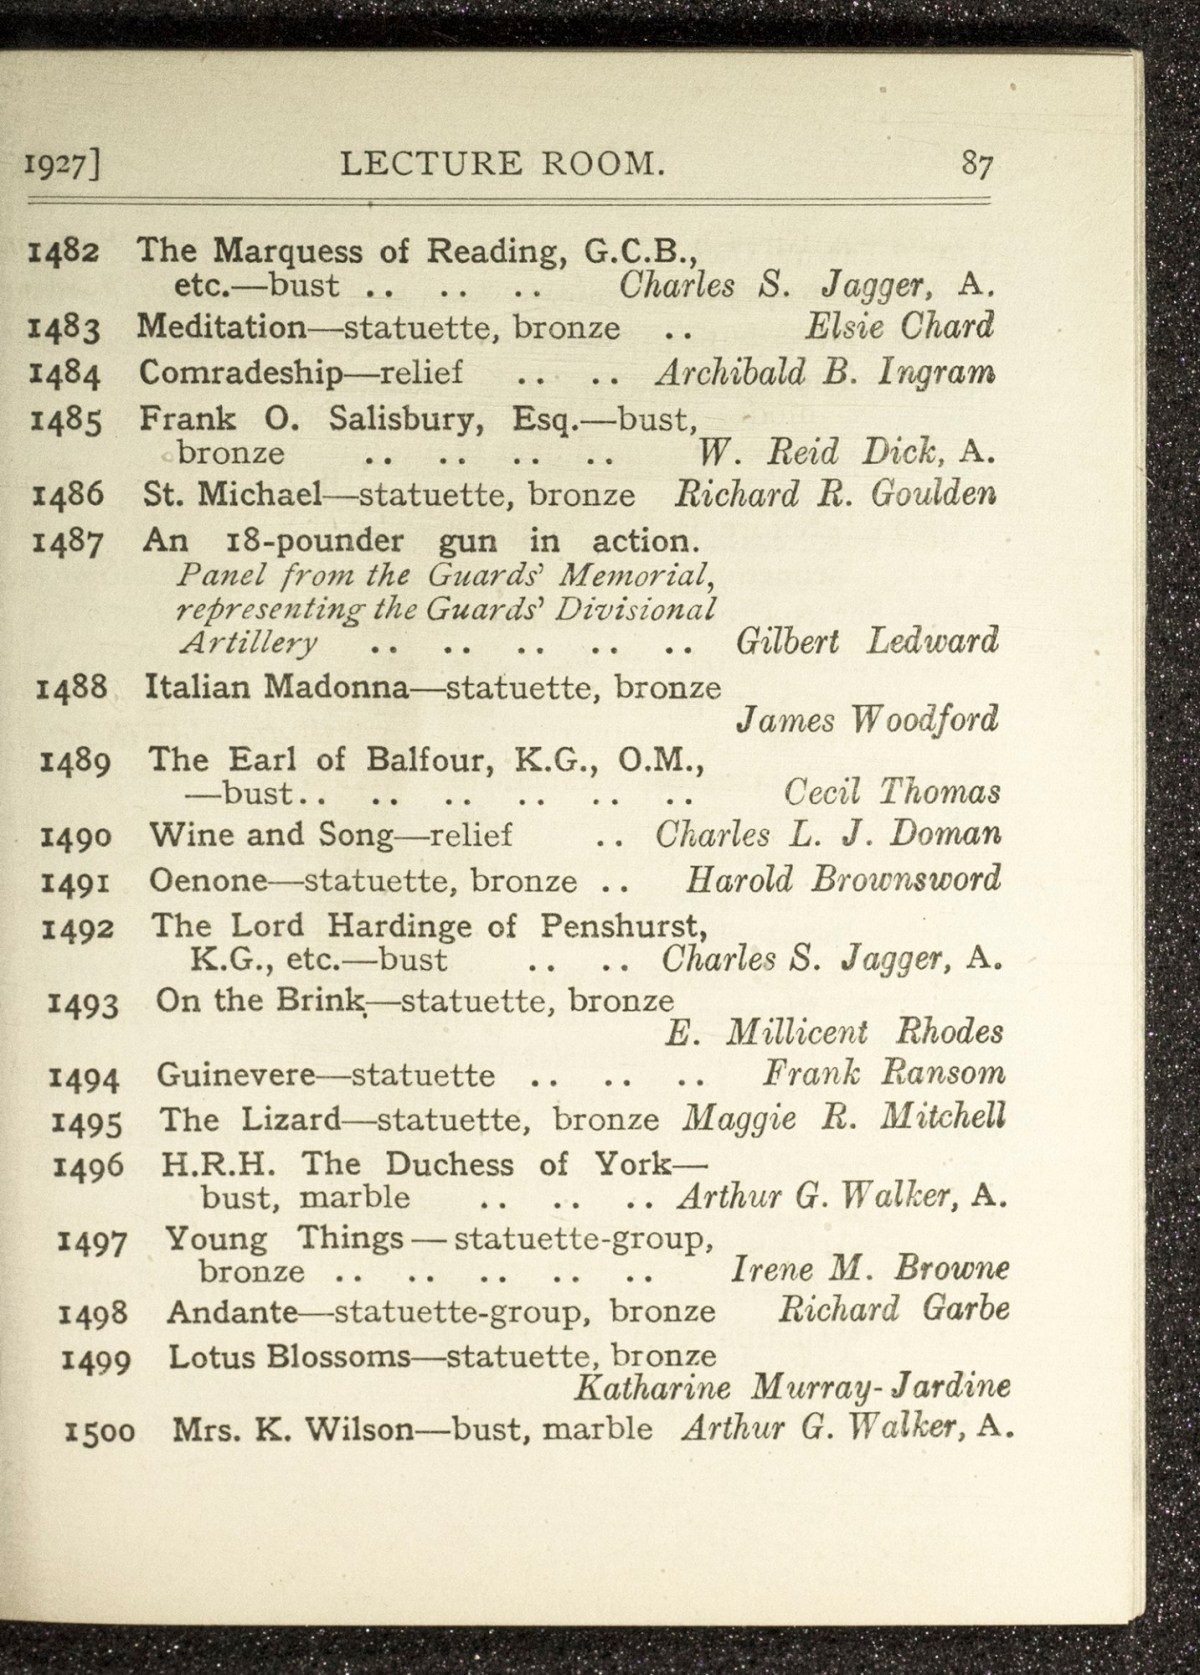 1927] LECTURE ROOM. 87
1482 The Marquess of Reading, G.C.B.,
etc.—bust .. .. .. Charles S. Jagger, A.
1483 Meditation—statuette, bronze .. Elsie Chard
1484 Comradeship—relief .. .. Archibald B. Ingram
1485 Frank O. Salisbury, Esq.—bust,
bronze .. .. .. .. W. Reid Dick, A.
1486 St. Michael—statuette, bronze Richard R. Goulden
1487 An 18-pounder gun in action.
Panel from the Guards' Memorial,
representing the Guards' Divisional
Artillery .. .. .. .. .. Gilbert Ledward
1488 Italian Madonna—statuette, bronze
James Woodford
1489 The Earl of Balfour, K.G., O.M.,
—bust.. .. .. .. .. .. Cecil Thomas
1490 Wine and Song—relief .. Charles L. J. Doman
1491 Oenone—statuette, bronze .. Harold Brownsword
1492 The Lord Hardinge of Penshurst,
K.G., etc.—bust .. .. Charles S. Jagger, A.
1493 On the Brink—statuette, bronze
E. Millicent Rhodes
1494 Guinevere—statuette .. .. .. Frank Ransom
1495 The Lizard—statuette, bronze Maggie R. Mitchell
1496 H.R.H. The Duchess of York—
bust, marble .. .. .. Arthur G. Walker, A.
1497 Young Things — statuette-group,
bronze .. .. .. .. .. Irene M. Browne
1498 Andante—statuette-group, bronze Richard Garbe
1499 Lotus Blossoms—statuette, bronze
Katharine Murray-Jardine
1500 Mrs. K. Wilson—bust, marble Arthur G. Walker, A.